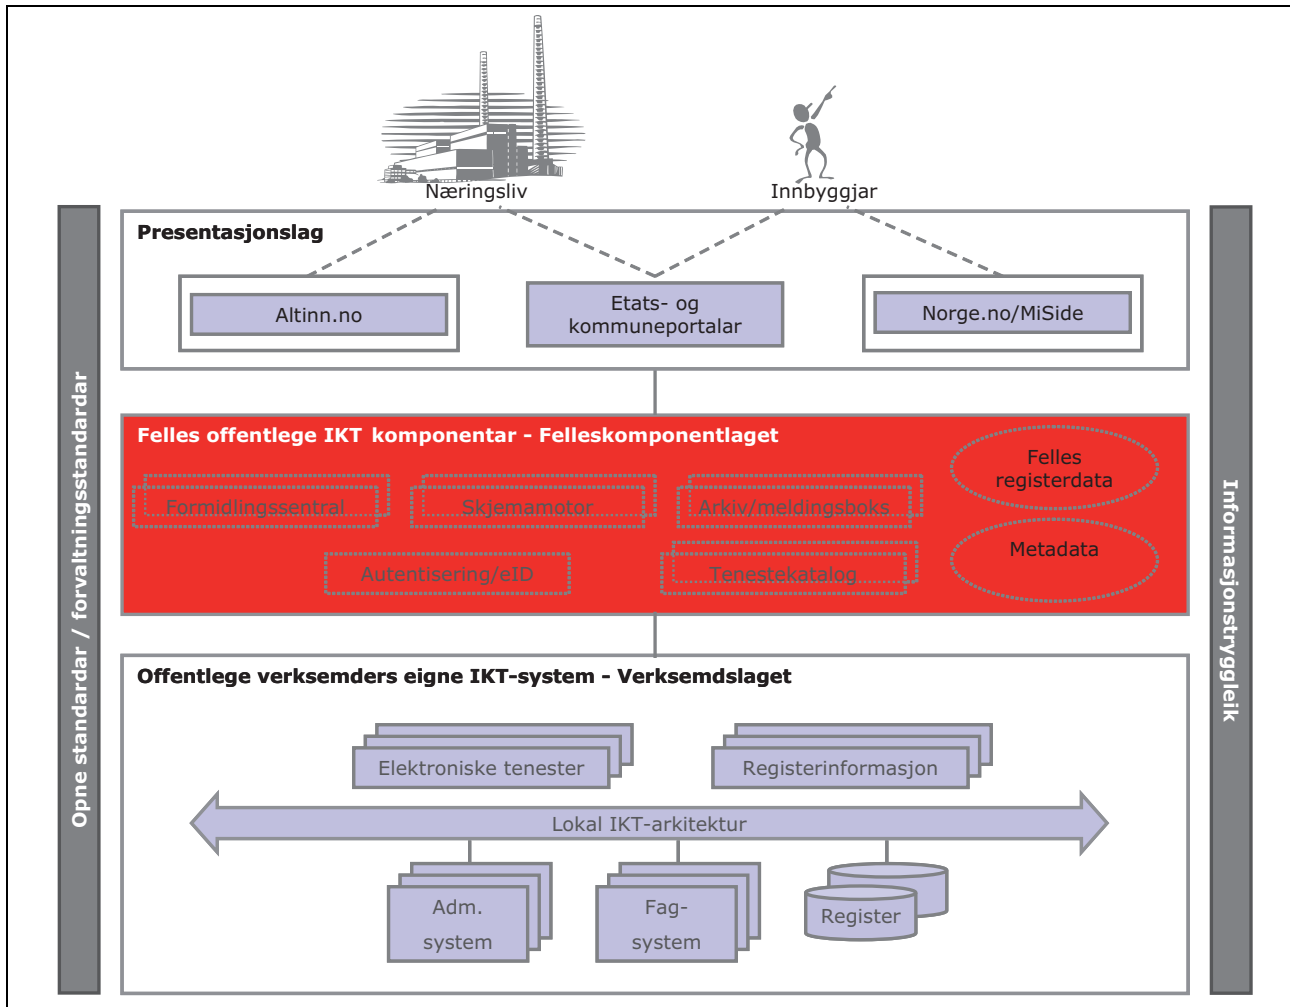 Næringsliv
Innbyggjar
Opne standardar / forvaltningsstandardar
Informasjonstryggleik
Presentasjonslag
Altinn.no
Etats- og
kommuneportalar
Norge.no/MiSide
Felles offentlege IKT komponentar - Felleskomponentlaget
Felles
registerdata
Formidlingssentral
Skjemamotor
Arkiv/meldingsboks
Metadata
Autentisering/eID
Tenestekatalog
Offentlege verksemders eigne IKT-system - Verksemdslaget
Elektroniske tenester
Registerinformasjon
Lokal IKT-arkitektur
Adm.
system
Fag-
system
Register